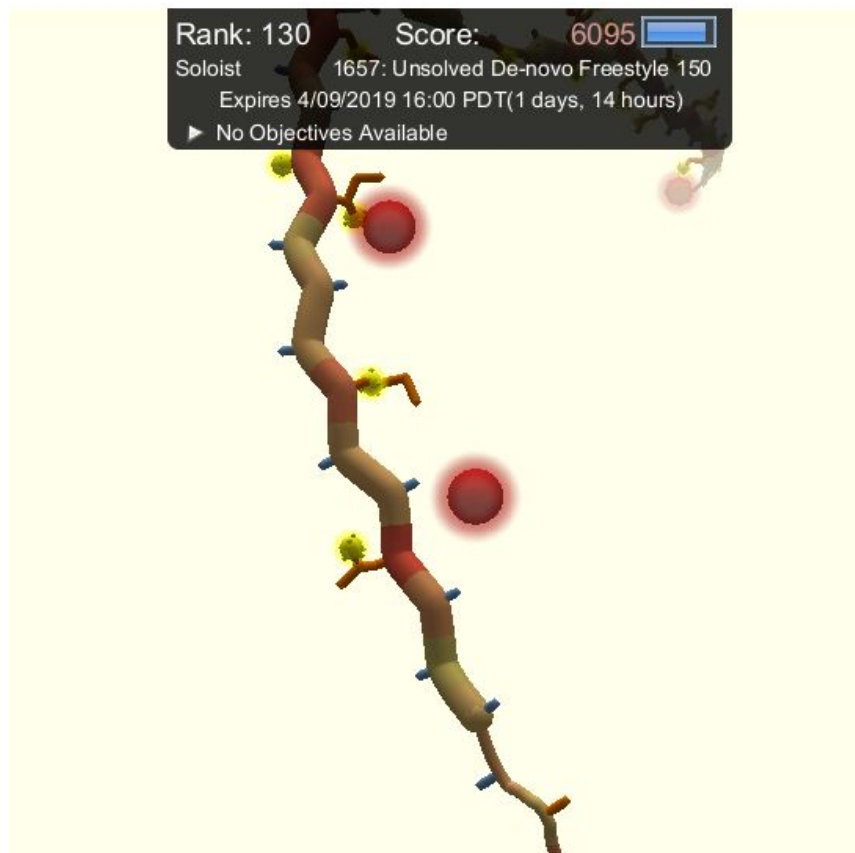 Rank: 130 Score: 6095
Soloist 1657: Unsolved De-novo Freestyle 150
Expires 4/09/2019 16:00 PDT(1 days, 14 hours)
No Objectives Available